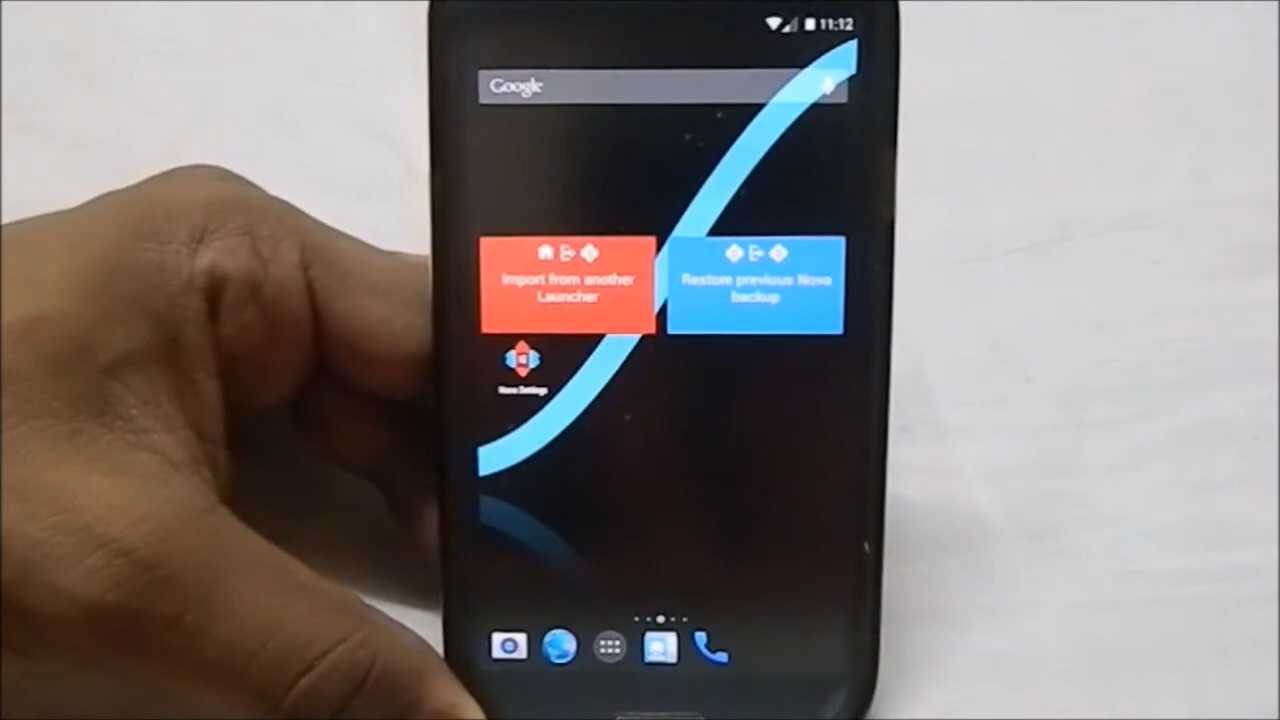 11:12
Google
Import from another
Launcher
Restore previous Nova
backup
Nova Settings